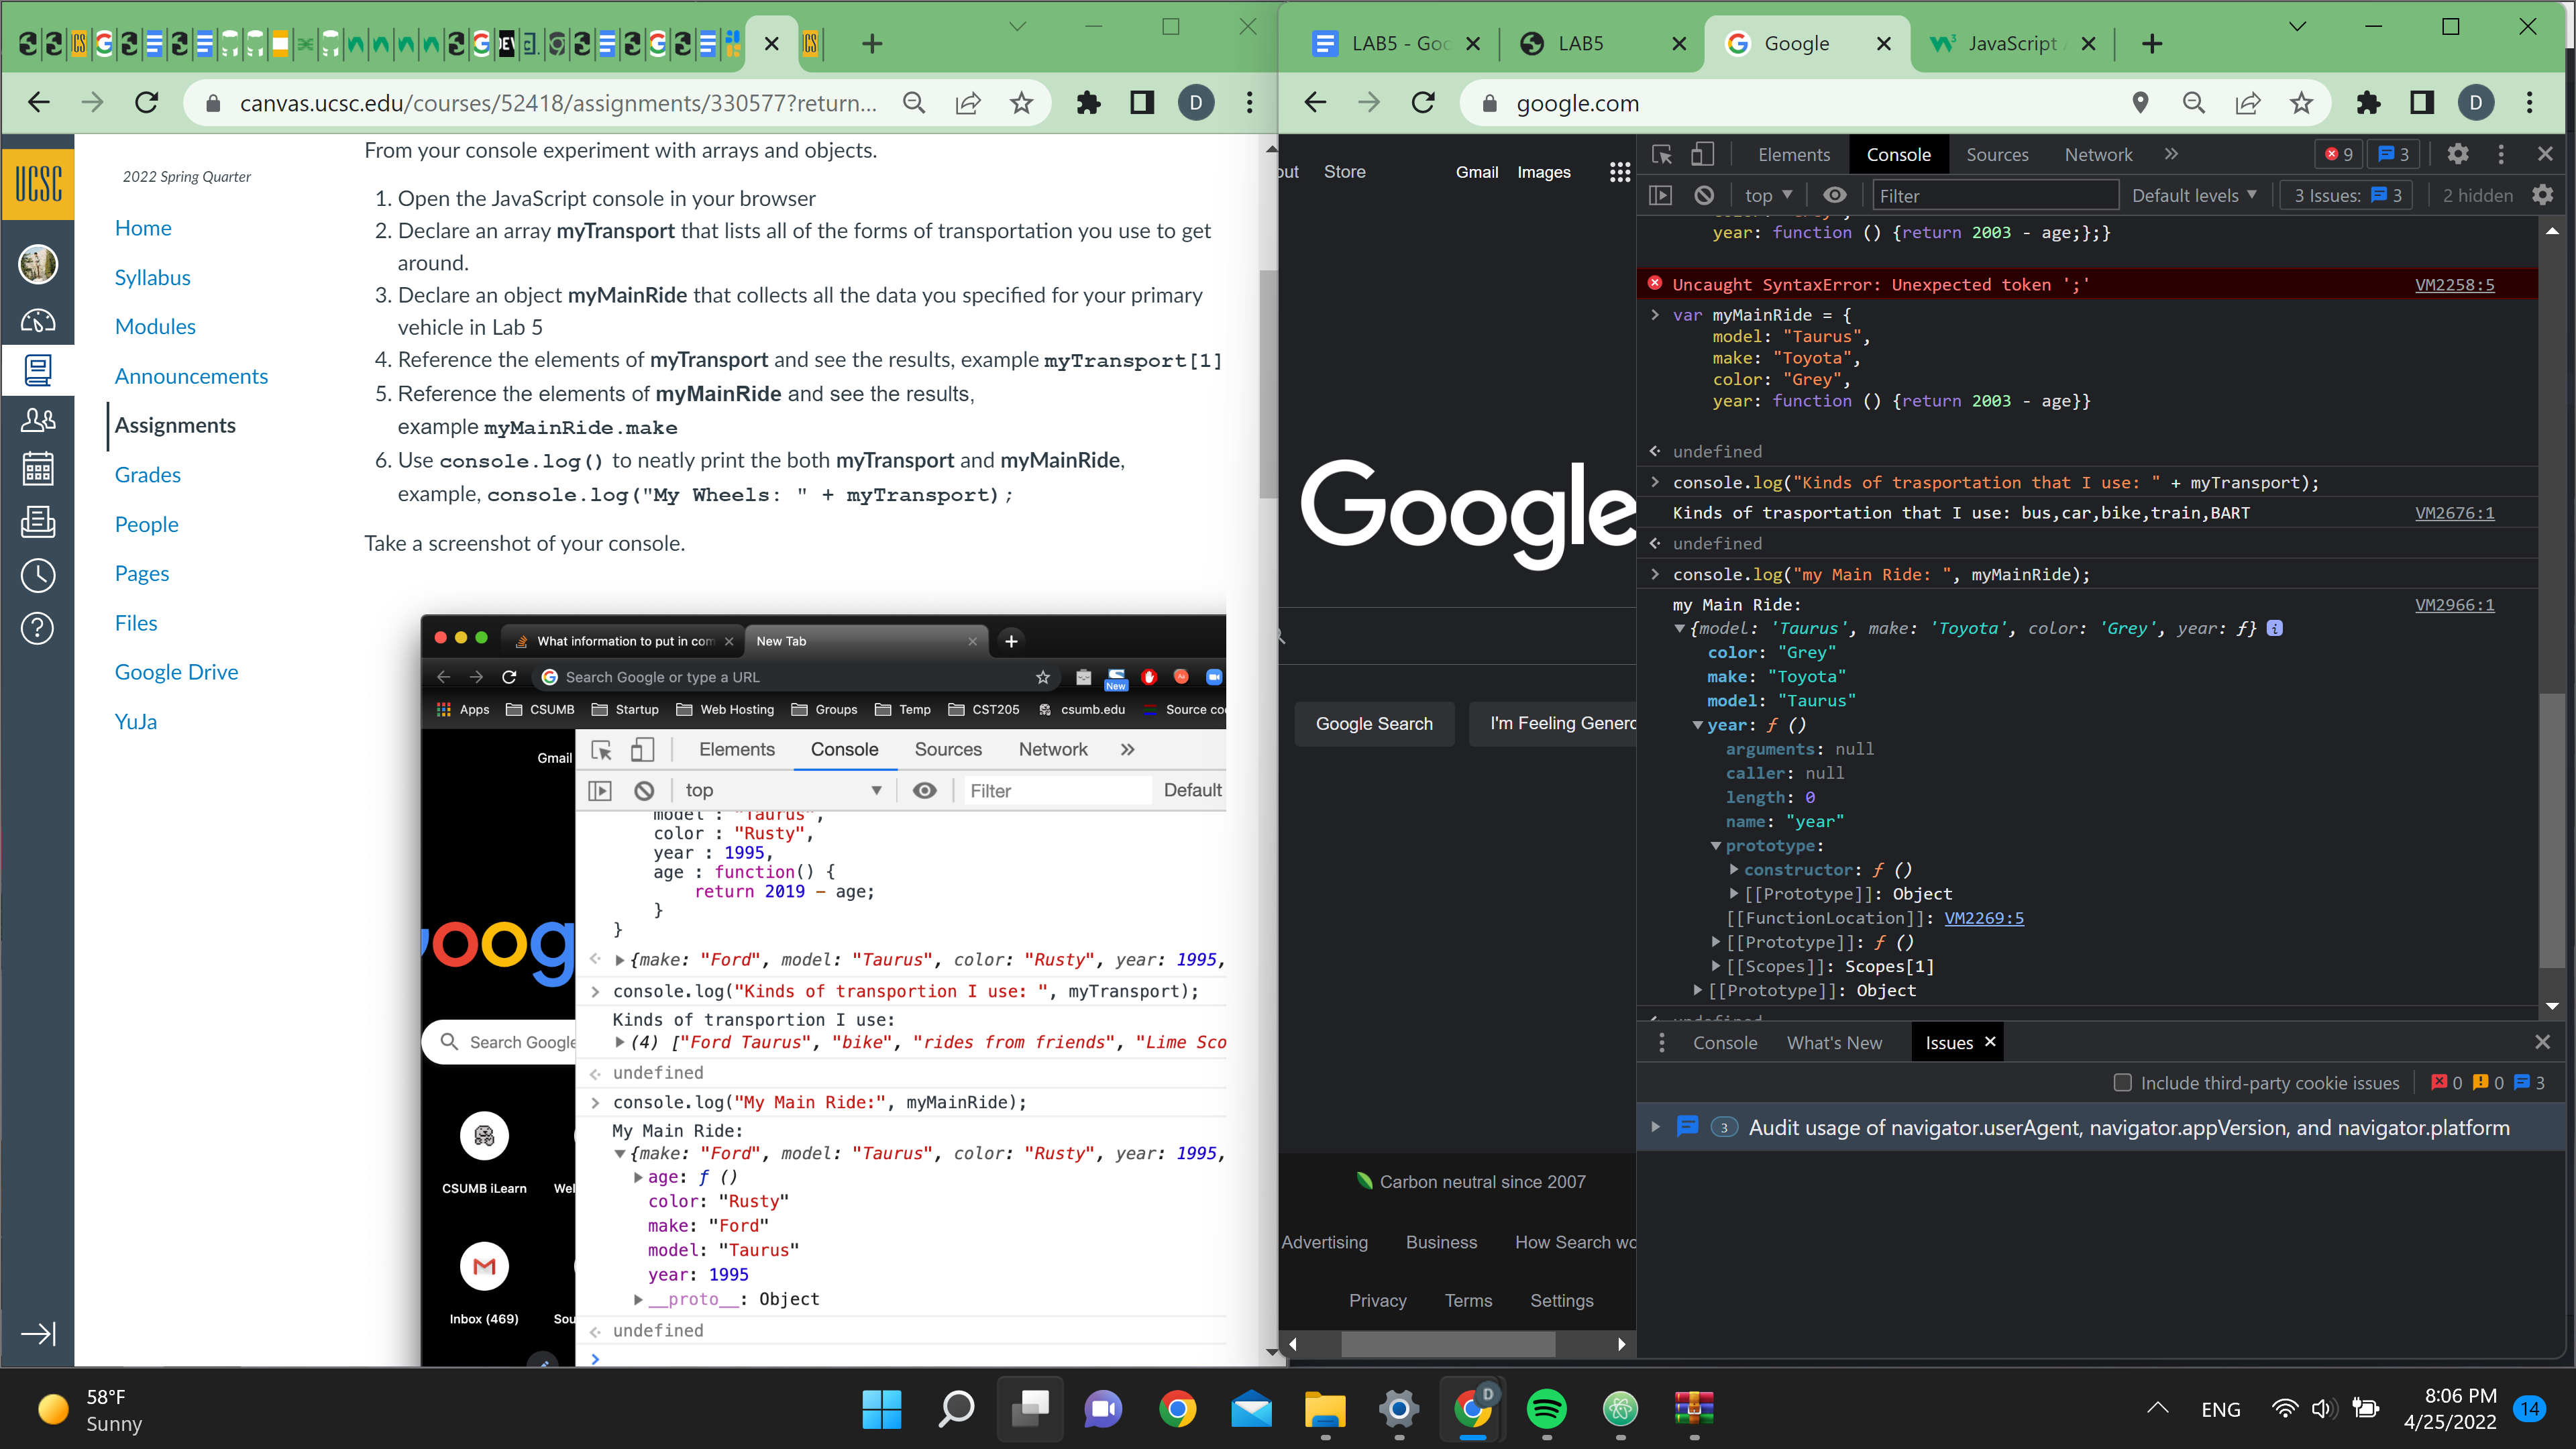 canvas.ucsc.edu/courses/52418/assignments/330577?return...
D
UCSC
2022 Spring Quarter
Home
Syllabus
Modules
Announcements
Assignments
Grades
People
Pages
Files
Google Drive
YuJa
From your console experiment with arrays and objects.
1. Open the JavaScript console in your browser
2. Declare an array myTransport that lists all of the forms of transportation you use to get
around.
3. Declare an object myMainRide that collects all the data you specified for your primary
vehicle in Lab 5
4. Reference the elements of myTransport and see the results, example myTransport[1]
5. Reference the elements of myMainRide and see the results,
example myMainRide.make
6. Use console.log() to neatly print the both myTransport and myMainRide,
example, console.log("My Wheels: " + myTransport);
Take a screenshot of your console.
What information to put in com
New Tab
Search Google or type a URL
New
Apps CSUMB Startup Web Hosting Groups Temp CST205 csumb.edu Source co
Gmail
Elements Console Sources Network
top Filter Default
model : "Taurus",
color : "Rusty",
year : 1995,
age : function() {
return 2019 - age;
}
}
{make: "Ford", model: "Taurus", color: "Rusty", year: 1995,
> console.log("Kinds of transportion I use: ", myTransport);
Kinds of transportion I use:
(4) ["Ford Taurus", "bike", "rides from friends", "Lime Sco
undefined
> console.log("My Main Ride:", myMainRide);
My Main Ride:
{make: "Ford", model: "Taurus", color: "Rusty", year: 1995,
age: ƒ ()
color: "Rusty"
make: "Ford"
model: "Taurus"
year: 1995
__proto__: Object
undefined
>
oog
Search Google
CSUMB iLearn Wel
Inbox (469) Sou
LAB5 - Goo LAB5 Google JavaScript
google.com
D
out Store Gmail Images
Google
Google Search I'm Feeling Genero
Carbon neutral since 2007
Advertising Business How Search wo
Privacy Terms Settings
Elements Console Sources Network 9 3
top Filter Default levels 3 Issues: 3 2 hidden
year: function () {return 2003 - age;};}
Uncaught SyntaxError: Unexpected token ';' VM2258:5
> var myMainRide = {
model: "Taurus",
make: "Toyota",
color: "Grey",
year: function () {return 2003 - age}}
undefined
> console.log("Kinds of trasportation that I use: " + myTransport);
Kinds of trasportation that I use: bus,car,bike,train,BART VM2676:1
undefined
> console.log("my Main Ride: ", myMainRide);
my Main Ride: VM2966:1
{model: 'Taurus', make: 'Toyota', color: 'Grey', year: ƒ} i
color: "Grey"
make: "Toyota"
model: "Taurus"
year: ƒ ()
arguments: null
caller: null
length: 0
name: "year"
prototype:
constructor: ƒ ()
[[Prototype]]: Object
[[FunctionLocation]]: VM2269:5
[[Prototype]]: ƒ ()
[[Scopes]]: Scopes[1]
[[Prototype]]: Object
undefined
Console What's New Issues
Include third-party cookie issues 0 0 3
3 Audit usage of navigator.userAgent, navigator.appVersion, and navigator.platform
58°F
Sunny
D
ENG
8:06 PM
4/25/2022
14